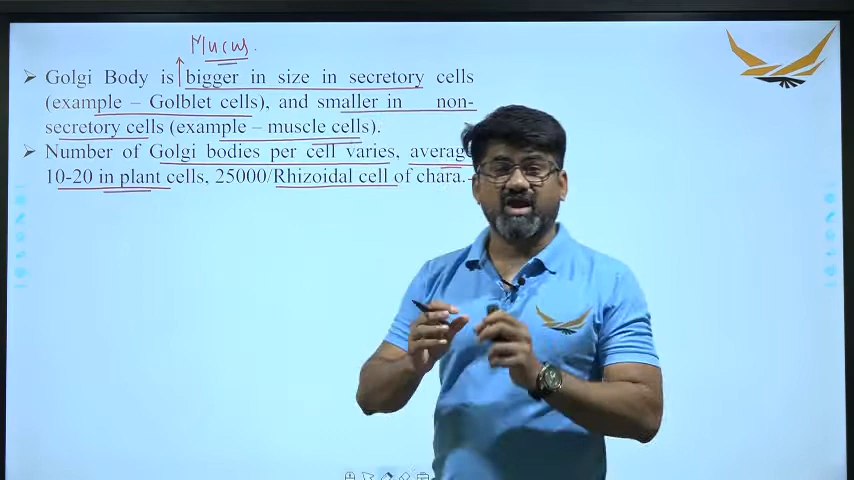 Mucus.
Golgi Body is bigger in size in secretory cells
(example – Golblet cells), and smaller in non-
secretory cells (example – muscle cells).
Number of Golgi bodies per cell varies, average
10-20 in plant cells, 25000/Rhizoidal cell of chara.